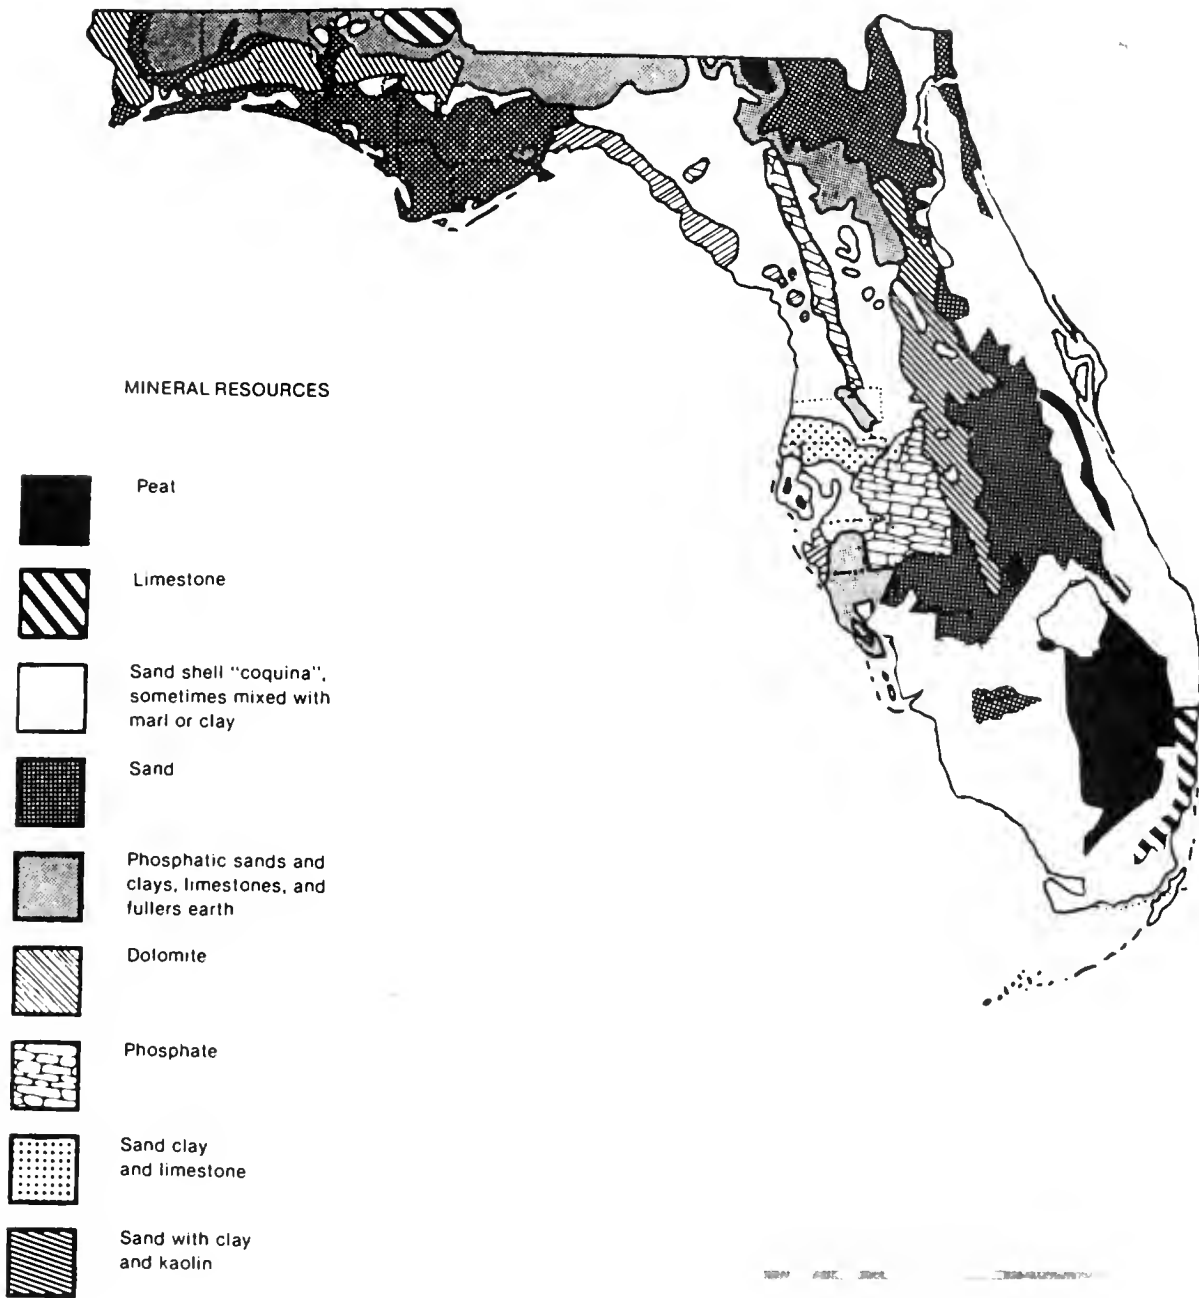 MINERAL RESOURCES
Peat
Limestone
Sand shell "coquina",
sometimes mixed with
marl or clay
Sand
Phosphatic sands and
clays, limestones, and
fullers earth
Dolomite
Phosphate
Sand clay
and limestone
Sand with clay
and kaolin